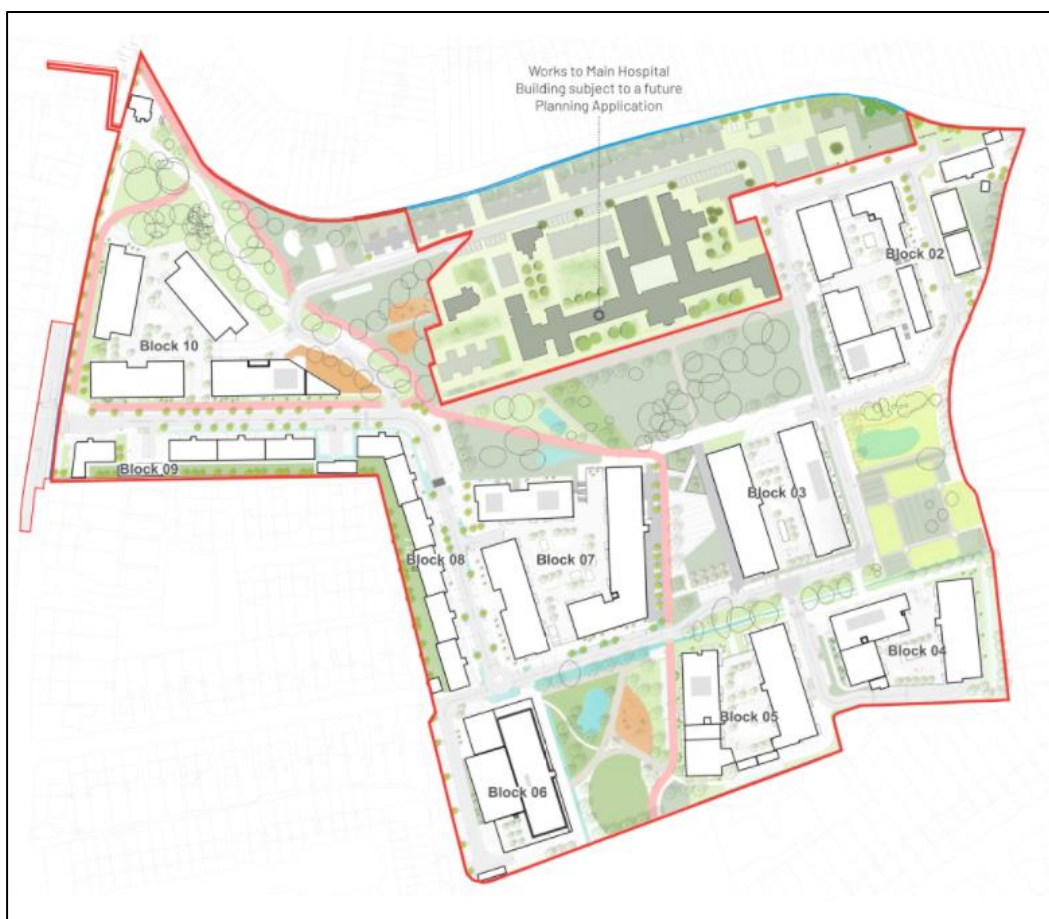 Works to Main Hospital
Building subject to a future
Planning Application
Block 02
Block 10
Block 09
Block 03
Block 08
Block 07
Block 04
Block 05
Block 06